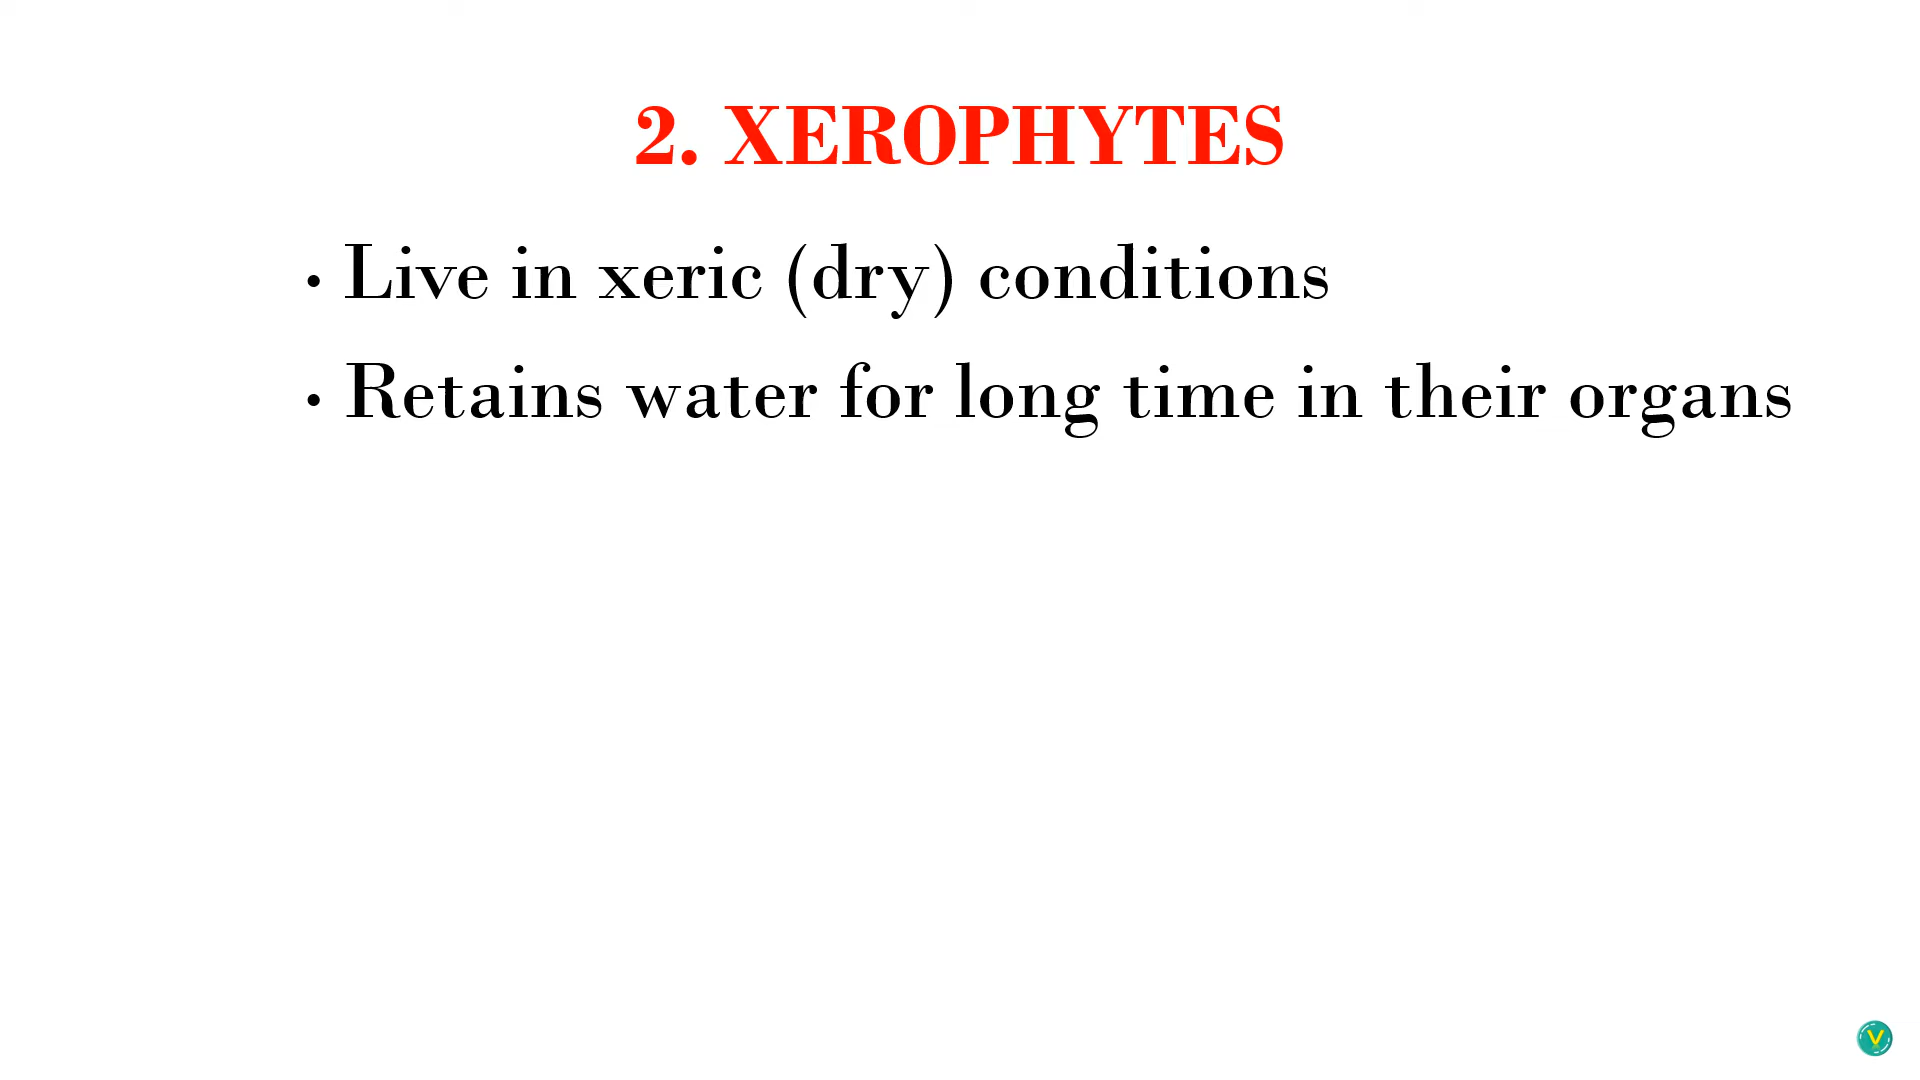 2. XEROPHYTES
• Live in xeric (dry) conditions
• Retains water for long time in their organs
V